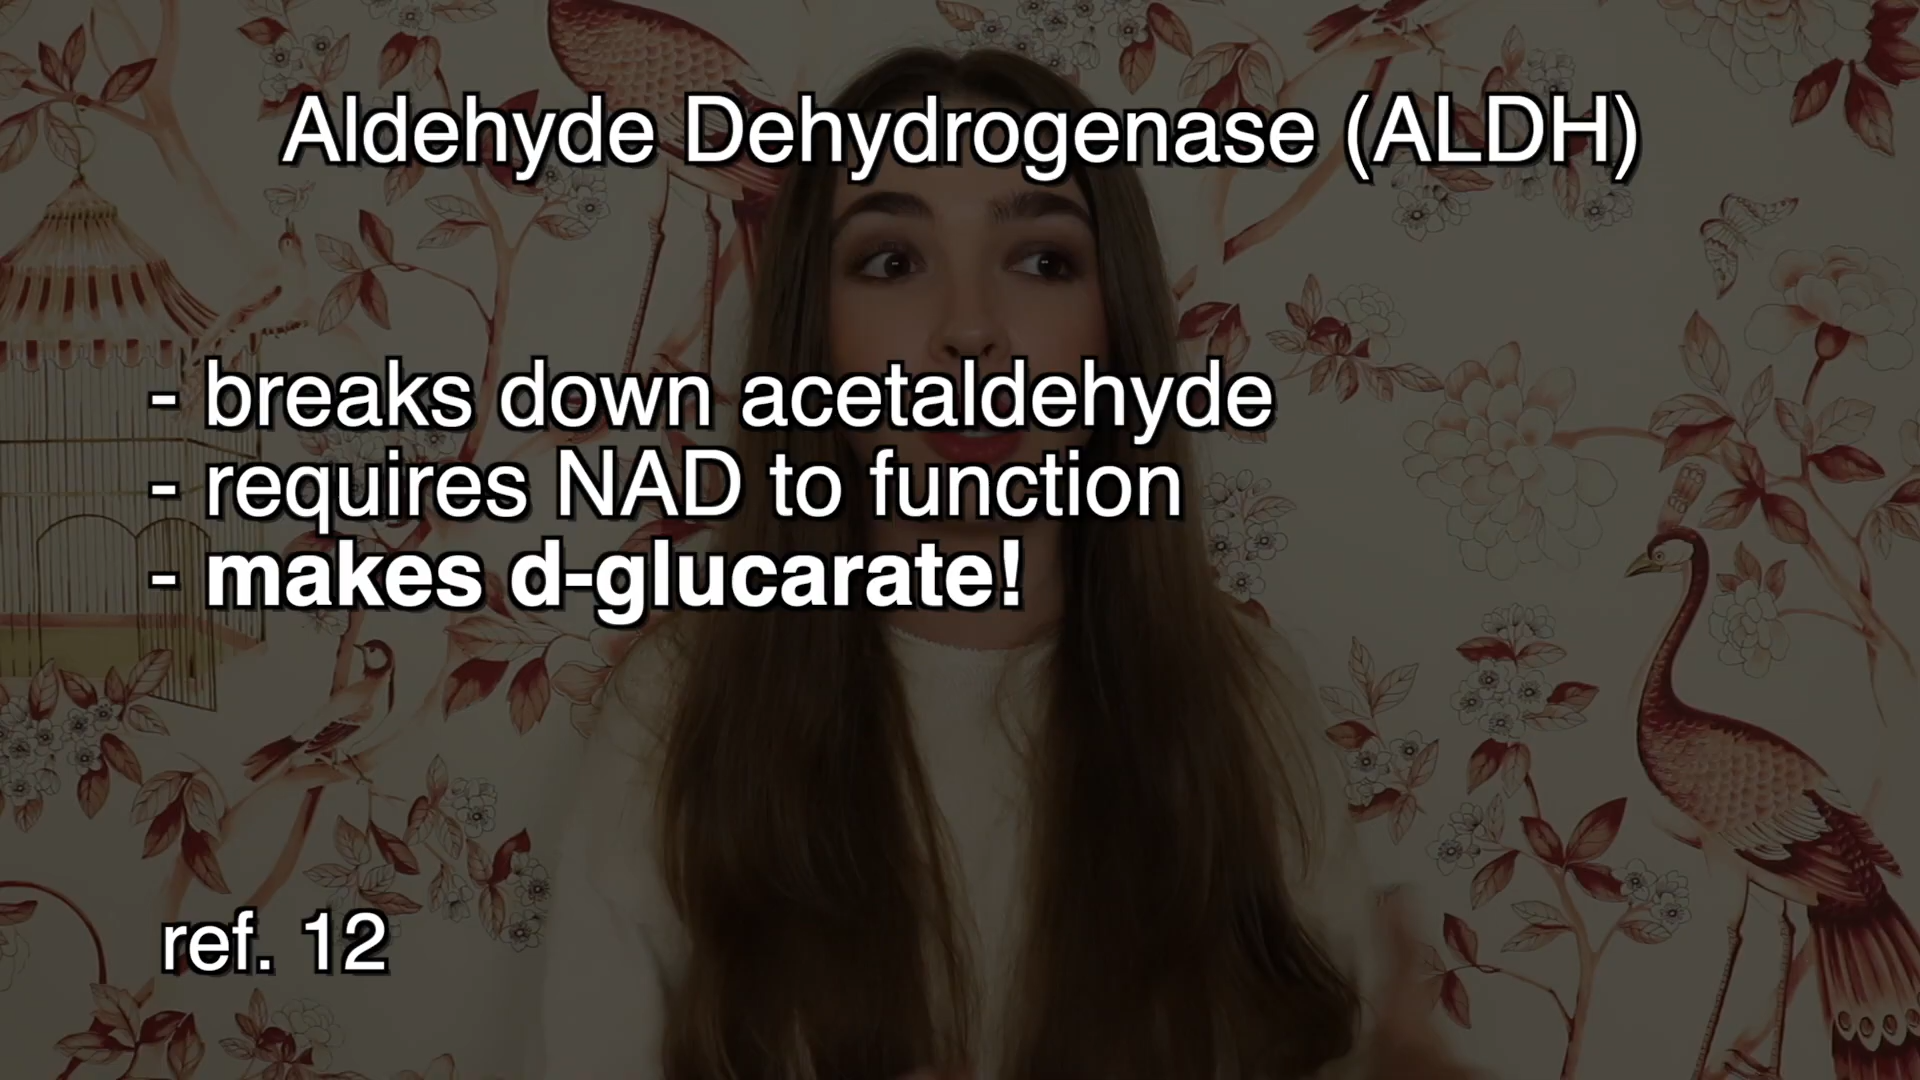 Aldehyde Dehydrogenase (ALDH)
- breaks down acetaldehyde
- requires NAD to function
- makes d-glucarate!
ref. 12